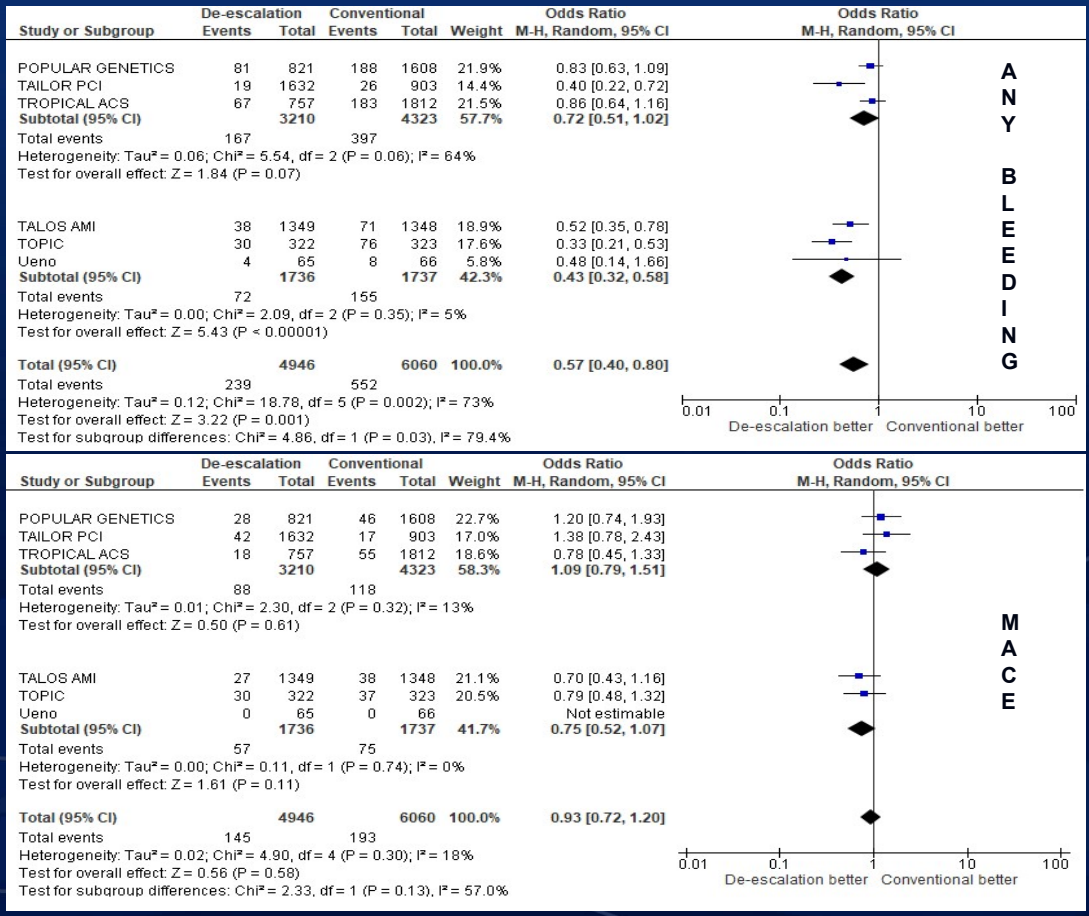 De-escalation Conventional Odds Ratio Odds Ratio
Study or Subgroup Events Total Events Total Weight M-H, Random, 95% CI M-H, Random, 95% CI
POPULAR GENETICS 81 821 188 1608 21.9% 0.83 [0.63, 1.09]
TAILOR PCI 19 1632 26 903 14.4% 0.40 [0.22, 0.72]
TROPICAL ACS 67 757 183 1812 21.5% 0.86 [0.64, 1.16]
Subtotal (95% CI) 3210 4323 57.7% 0.72 [0.51, 1.02]
Total events 167 397
Heterogeneity: Tau² = 0.06; Chi² = 5.54, df = 2 (P = 0.06); I² = 64%
Test for overall effect: Z = 1.84 (P = 0.07)
TALOS AMI 38 1349 71 1348 18.9% 0.52 [0.35, 0.78]
TOPIC 30 322 76 323 17.6% 0.33 [0.21, 0.53]
Ueno 4 65 8 66 5.8% 0.48 [0.14, 1.66]
Subtotal (95% CI) 1736 1737 42.3% 0.43 [0.32, 0.58]
Total events 72 155
Heterogeneity: Tau² = 0.00; Chi² = 2.09, df = 2 (P = 0.35); I² = 5%
Test for overall effect: Z = 5.43 (P < 0.00001)
Total (95% CI) 4946 6060 100.0% 0.57 [0.40, 0.80]
Total events 239 552
Heterogeneity: Tau² = 0.12; Chi² = 18.78, df = 5 (P = 0.002); I² = 73%
Test for overall effect: Z = 3.22 (P = 0.001)
Test for subgroup differences: Chi² = 4.86, df = 1 (P = 0.03), I² = 79.4%
0.01 0.1 1 10 100
De-escalation better Conventional better
ANY BLEEDING
De-escalation Conventional Odds Ratio Odds Ratio
Study or Subgroup Events Total Events Total Weight M-H, Random, 95% CI M-H, Random, 95% CI
POPULAR GENETICS 28 821 46 1608 22.7% 1.20 [0.74, 1.93]
TAILOR PCI 42 1632 17 903 17.0% 1.38 [0.78, 2.43]
TROPICAL ACS 18 757 55 1812 18.6% 0.78 [0.45, 1.33]
Subtotal (95% CI) 3210 4323 58.3% 1.09 [0.79, 1.51]
Total events 88 118
Heterogeneity: Tau² = 0.01; Chi² = 2.30, df = 2 (P = 0.32); I² = 13%
Test for overall effect: Z = 0.50 (P = 0.61)
TALOS AMI 27 1349 38 1348 21.1% 0.70 [0.43, 1.16]
TOPIC 30 322 37 323 20.5% 0.79 [0.48, 1.32]
Ueno 0 65 0 66 Not estimable
Subtotal (95% CI) 1736 1737 41.7% 0.75 [0.52, 1.07]
Total events 57 75
Heterogeneity: Tau² = 0.00; Chi² = 0.11, df = 1 (P = 0.74); I² = 0%
Test for overall effect: Z = 1.61 (P = 0.11)
Total (95% CI) 4946 6060 100.0% 0.93 [0.72, 1.20]
Total events 145 193
Heterogeneity: Tau² = 0.02; Chi² = 4.90, df = 4 (P = 0.30); I² = 18%
Test for overall effect: Z = 0.56 (P = 0.58)
Test for subgroup differences: Chi² = 2.33, df = 1 (P = 0.13), I² = 57.0%
0.01 0.1 1 10 100
De-escalation better Conventional better
MACE